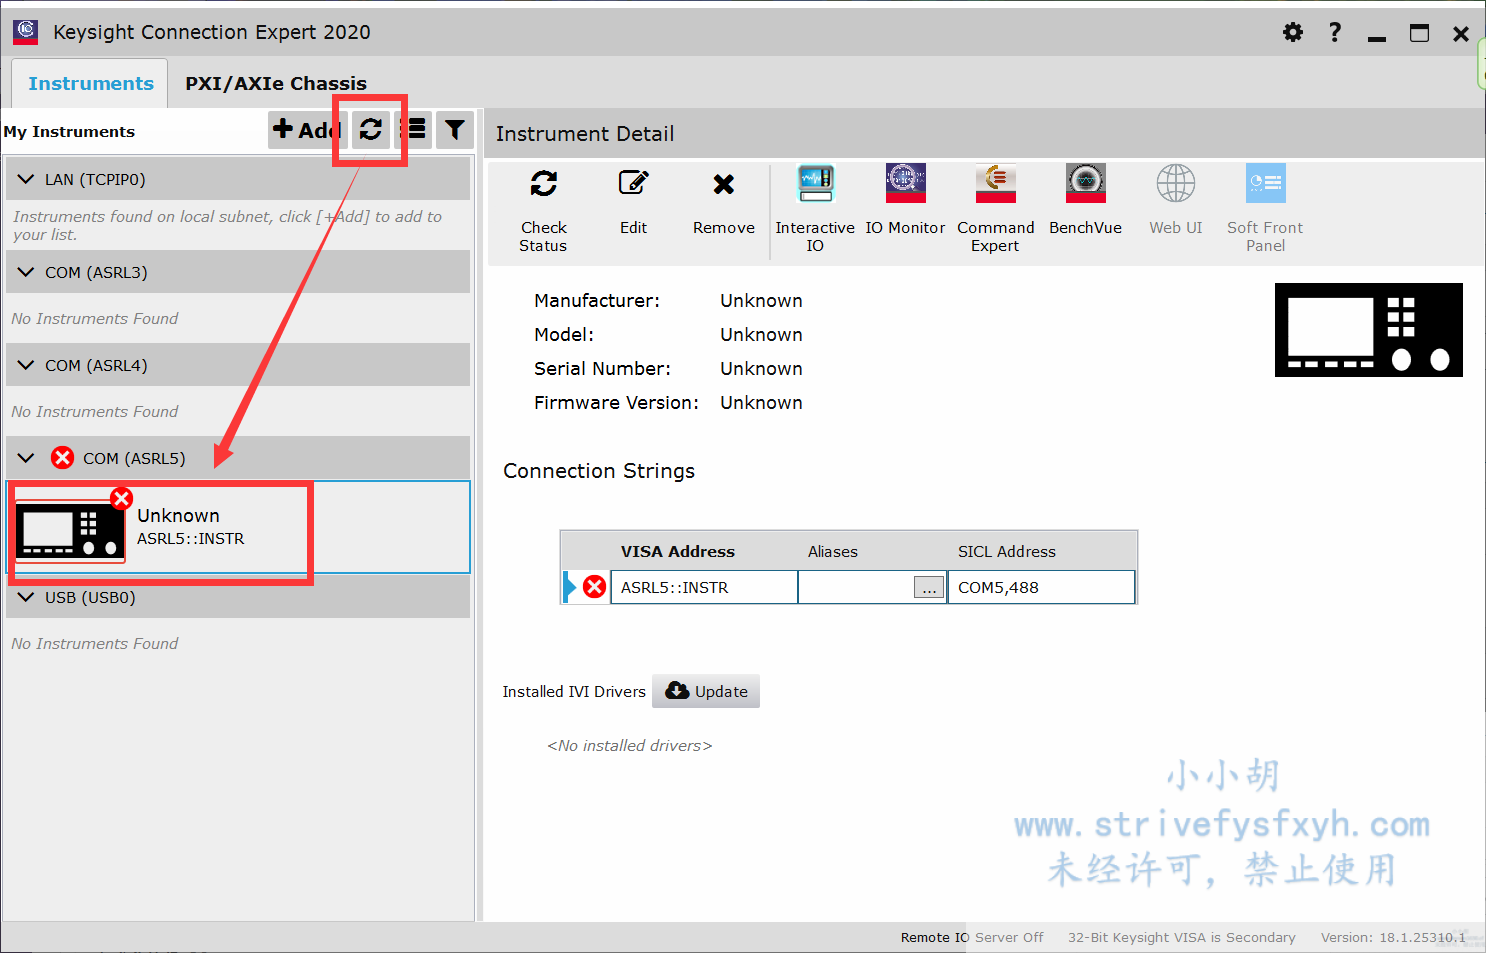 Keysight Connection Expert 2020
Instruments
PXI/AXIe Chassis
My Instruments
Add
Instrument Detail
LAN (TCPIP0)
Instruments found on local subnet, click [+Add] to add to
your list.
COM (ASRL3)
No Instruments Found
COM (ASRL4)
No Instruments Found
COM (ASRL5)
Unknown
ASRL5::INSTR
USB (USB0)
No Instruments Found
Check
Status
Edit
Remove
Interactive
IO
IO Monitor
Command
Expert
BenchVue
Web UI
Soft Front
Panel
Manufacturer: Unknown
Model: Unknown
Serial Number: Unknown
Firmware Version: Unknown
Connection Strings
VISA Address Aliases SICL Address
ASRL5::INSTR ... COM5,488
Installed IVI Drivers Update
<No installed drivers>
小小胡
www.strivefysfxyh.com
未经许可，禁止使用
Remote IO Server Off 32-Bit Keysight VISA is Secondary Version: 18.1.25310.1